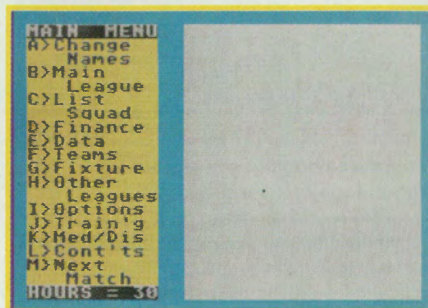 MAIN MENU
A>Change
Names
B>Main
League
C>List
Squad
D>Finance
E>Data
F>Teams
G>Fixture
H>Other
Leagues
I>Options
J>Train'g
K>Med/Dis
L>Cont'ts
M>Next
Match
HOURS = 30